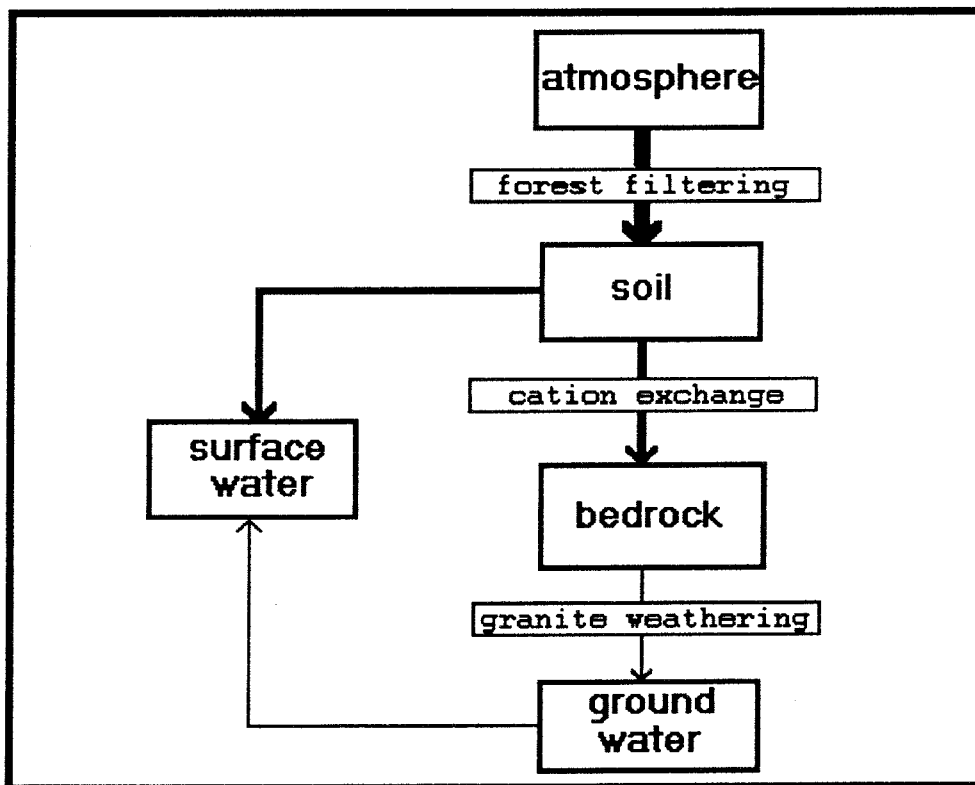 atmosphere
forest filtering
soil
cation exchange
surface
water
bedrock
granite weathering
ground
water